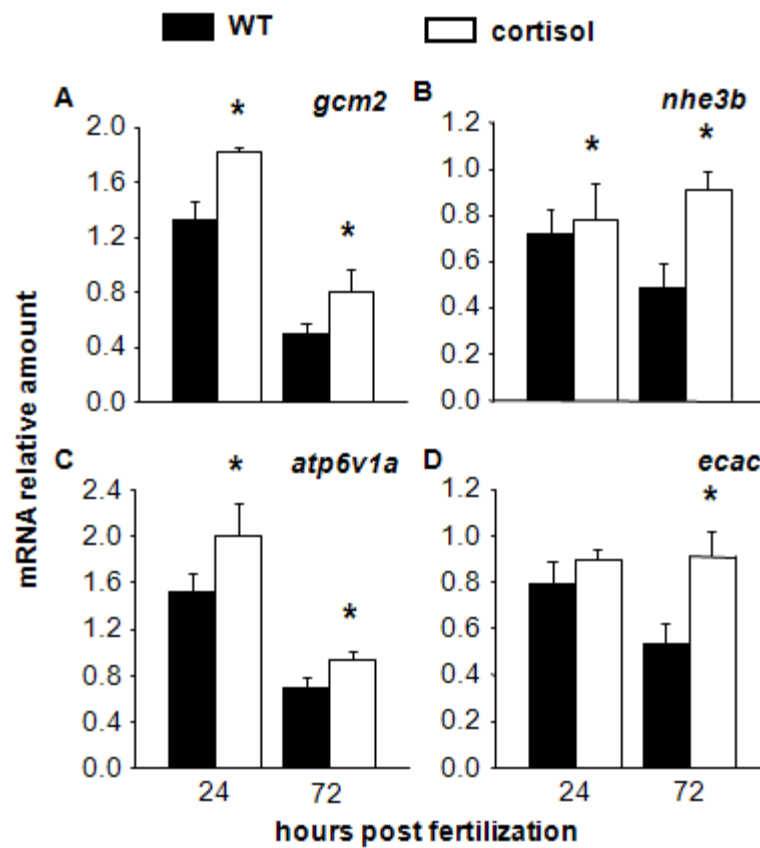 WT cortisol
A * gcm2 B * * nhe3b
2.0 1.2
1.6 1.0
1.2 0.8
0.8 * 0.6
0.4 0.4
0.0 0.2
0.0
mRNA relative amount
C * atp6v1a D * ecac
2.4 1.2
2.0 1.0
1.6 0.8
1.2 * 0.6
0.8 0.4
0.4 0.2
0.0 0.0
24 72 24 72
hours post fertilization